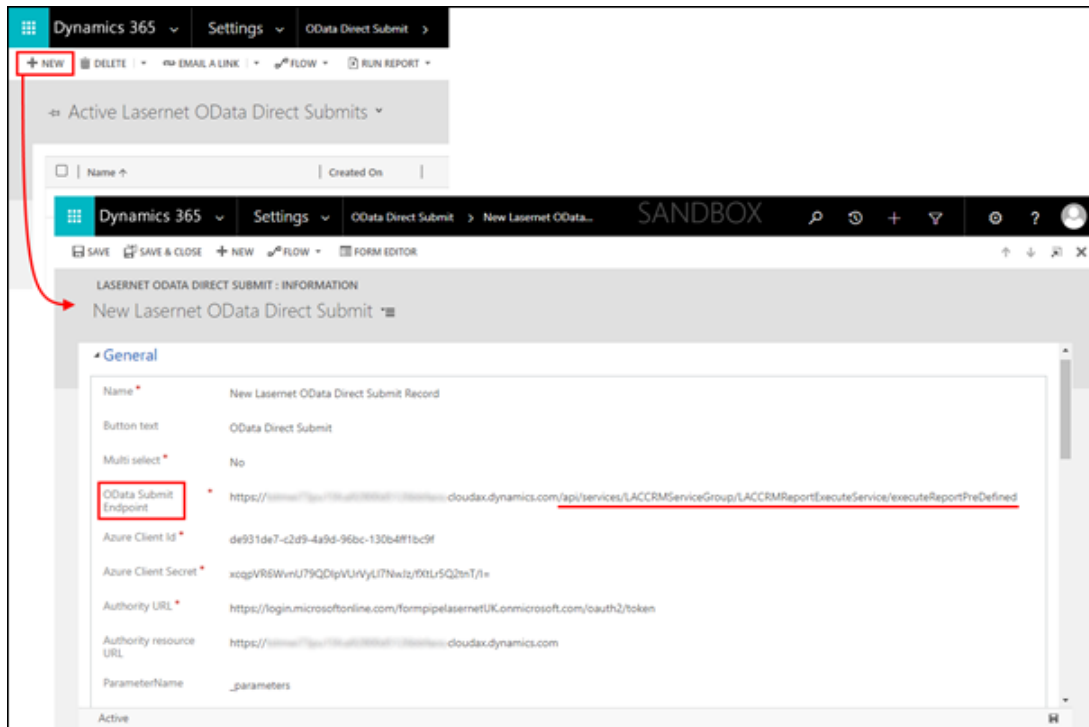 Dynamics 365 Settings OData Direct Submit >
+ NEW DELETE EMAIL A LINK FLOW RUN REPORT
Active Lasernet OData Direct Submits
Name ↑ Created On
Dynamics 365 Settings OData Direct Submit > New Lasernet OData... SANDBOX
SAVE SAVE & CLOSE + NEW FLOW FORM EDITOR
LASERNET ODATA DIRECT SUBMIT : INFORMATION
New Lasernet OData Direct Submit
General
Name * New Lasernet OData Direct Submit Record
Button text OData Direct Submit
Multi select * No
OData Submit Endpoint * https:// cloudax.dynamics.com/api/services/LACCRMServiceGroup/LACCRMReportExecuteService/executeReportPreDefined
Azure Client Id * de931de7-c2d9-4a9d-96bc-130b4ff1bc9f
Azure Client Secret *
Authority URL * https://login.microsoftonline.com/formpipelasernetUK.onmicrosoft.com/oauth2/token
Authority resource URL https:// cloudax.dynamics.com
ParameterName _parameters
Active